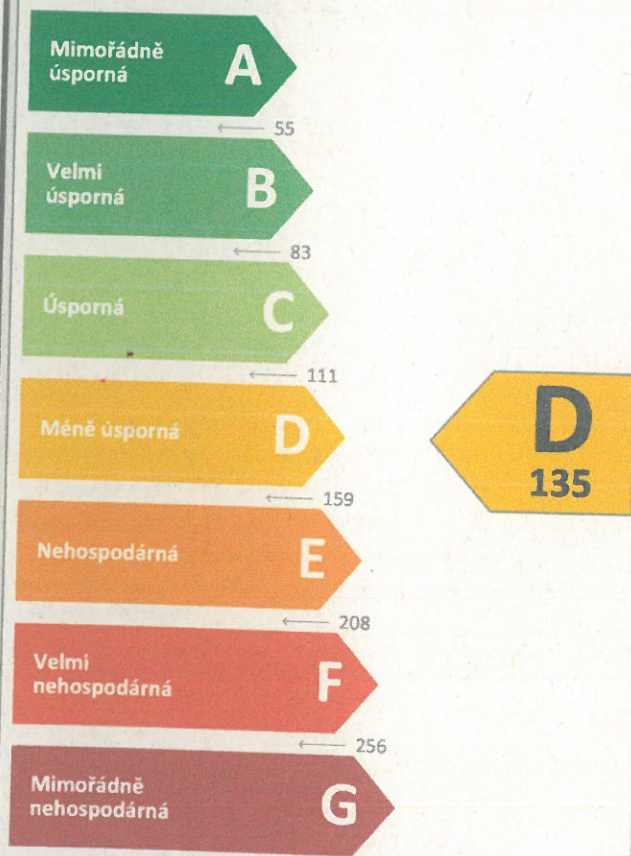 Mimořádně
úsporná
A
← 55
Velmi
úsporná
B
← 83
Úsporná
C
← 111
Méně úsporná
D
← 159
D
135
Nehospodárná
E
← 208
Velmi
nehospodárná
F
← 256
Mimořádně
nehospodárná
G